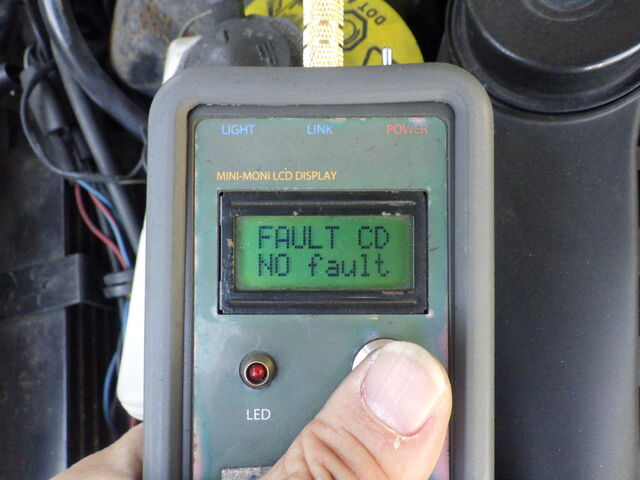 DOT
LIGHT LINK POWER
MINI-MONI LCD DISPLAY
FAULT CD
NO fault
LED